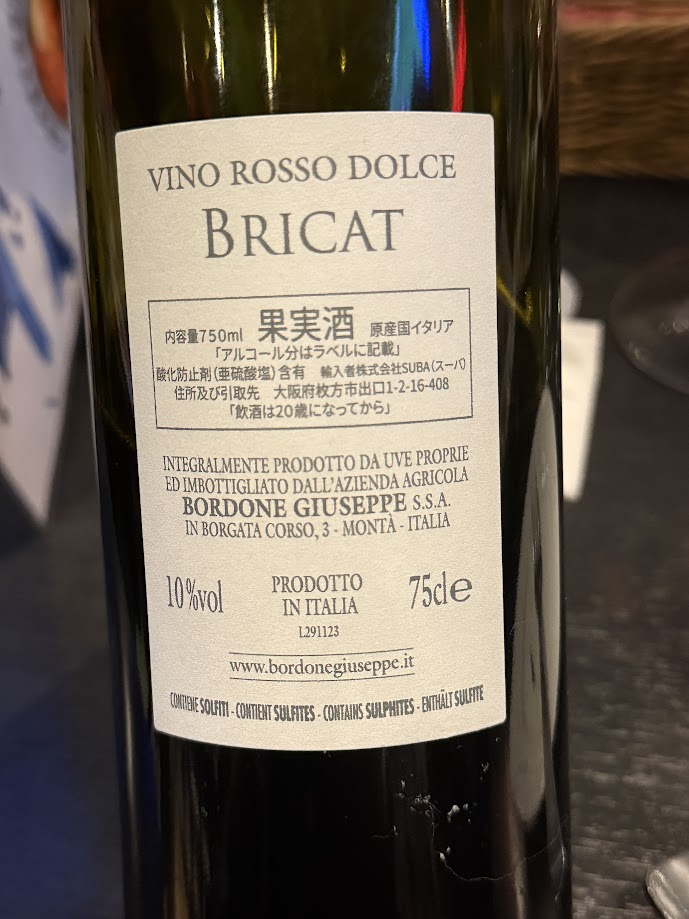 VINO ROSSO DOLCE
BRICAT
内容量750ml 果実酒 原産国イタリア
「アルコール分はラベルに記載」
酸化防止剤(亜硫酸塩)含有 輸入者株式会社SUBA(スーバ)
住所及び引取先 大阪府枚方市出口1-2-16-408
「飲酒は20歳になってから」
INTEGRALMENTE PRODOTTO DA UVE PROPRIE
ED IMBOTTIGLIATO DALL'AZIENDA AGRICOLA
BORDONE GIUSEPPE S.S.A.
IN BORGATA CORSO, 3 - MONTÀ - ITALIA
10%vol PRODOTTO IN ITALIA 75cl e
L291123
www.bordonegiuseppe.it
CONTIENE SOLFITI - CONTIENT SULFITES - CONTAINS SULPHITES - ENTHÄLT SULFITE